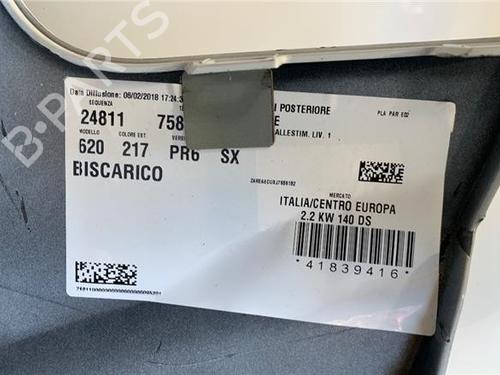 B-PARTS
Data Diffusione: 06/02/2018 17:24:3
I POSTERIORE
PLA PAR E02
SEQUENZA
24811 758 E
ALLESTIM. LIV. 1
MODELLO COLORE EST.
620 217 PR6 SX
BISCARICO
MERCATO
ITALIA/CENTRO EUROPA
2.2 KW 140 DS
*41839416*